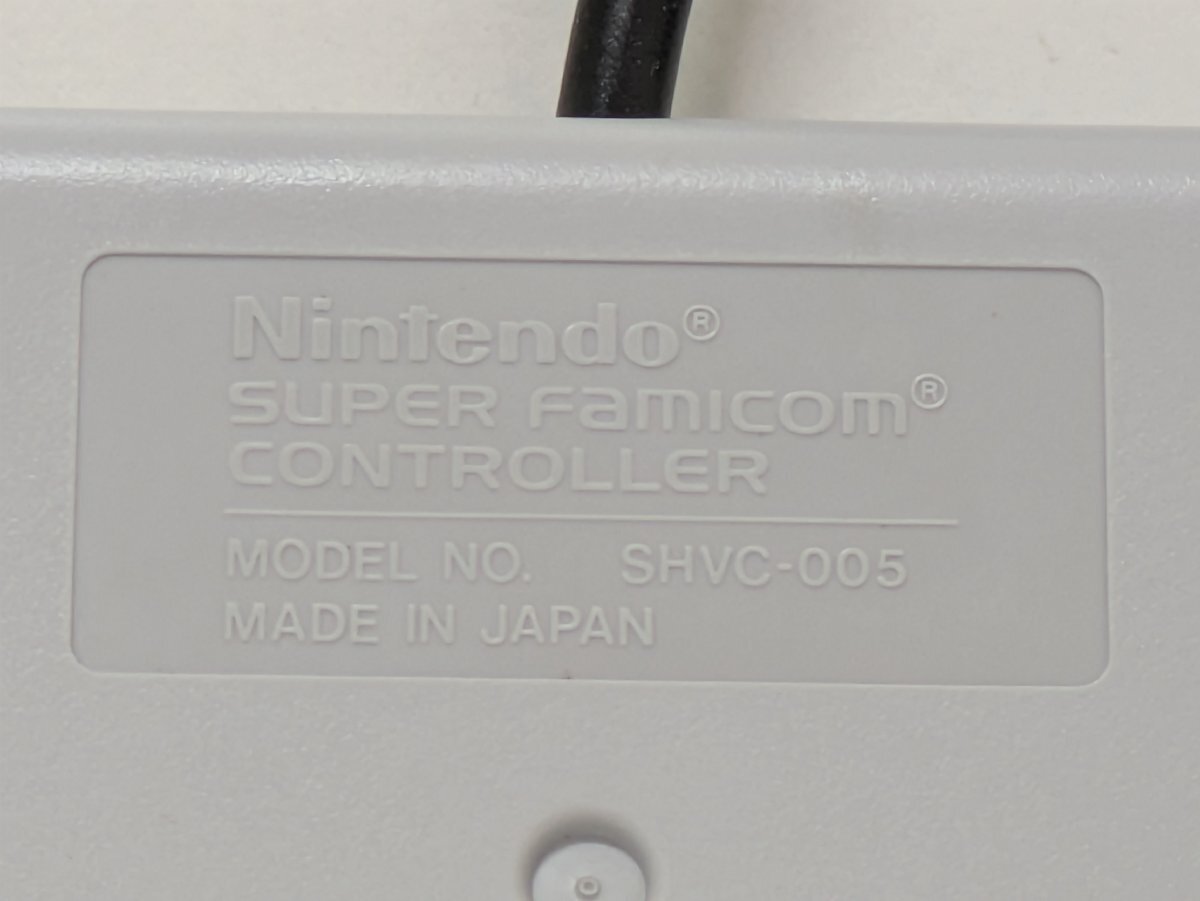 Nintendo®
SUPER Famicom®
CONTROLLER
MODEL NO. SHVC-005
MADE IN JAPAN